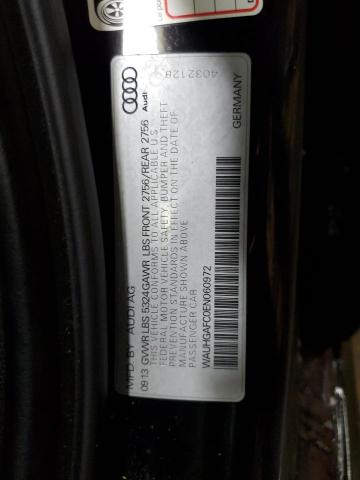 MFD. BY AUDI AG
0913 GVWR LBS 5324 GAWR LBS FRONT 2756/REAR 2756
THIS VEHICLE CONFORMS TO ALL APPLICABLE U.S.
FEDERAL MOTOR VEHICLE SAFETY, BUMPER AND THEFT
PREVENTION STANDARDS IN EFFECT ON THE DATE OF
MANUFACTURE SHOWN ABOVE.
PASSENGER CAR
WAUHGAFC0EN060972
GERMANY
Audi
4032128